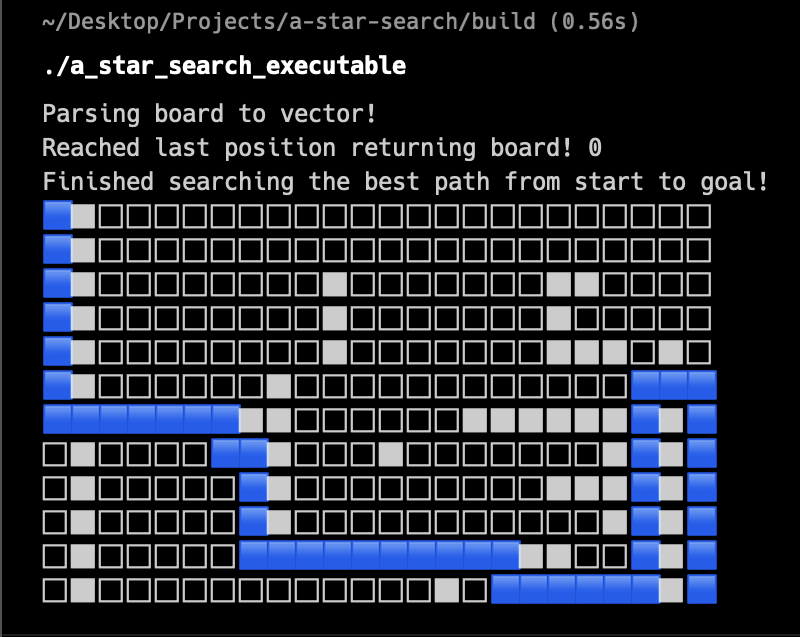 ~/Desktop/Projects/a-star-search/build (0.56s)
./a_star_search_executable
Parsing board to vector!
Reached last position returning board! 0
Finished searching the best path from start to goal!